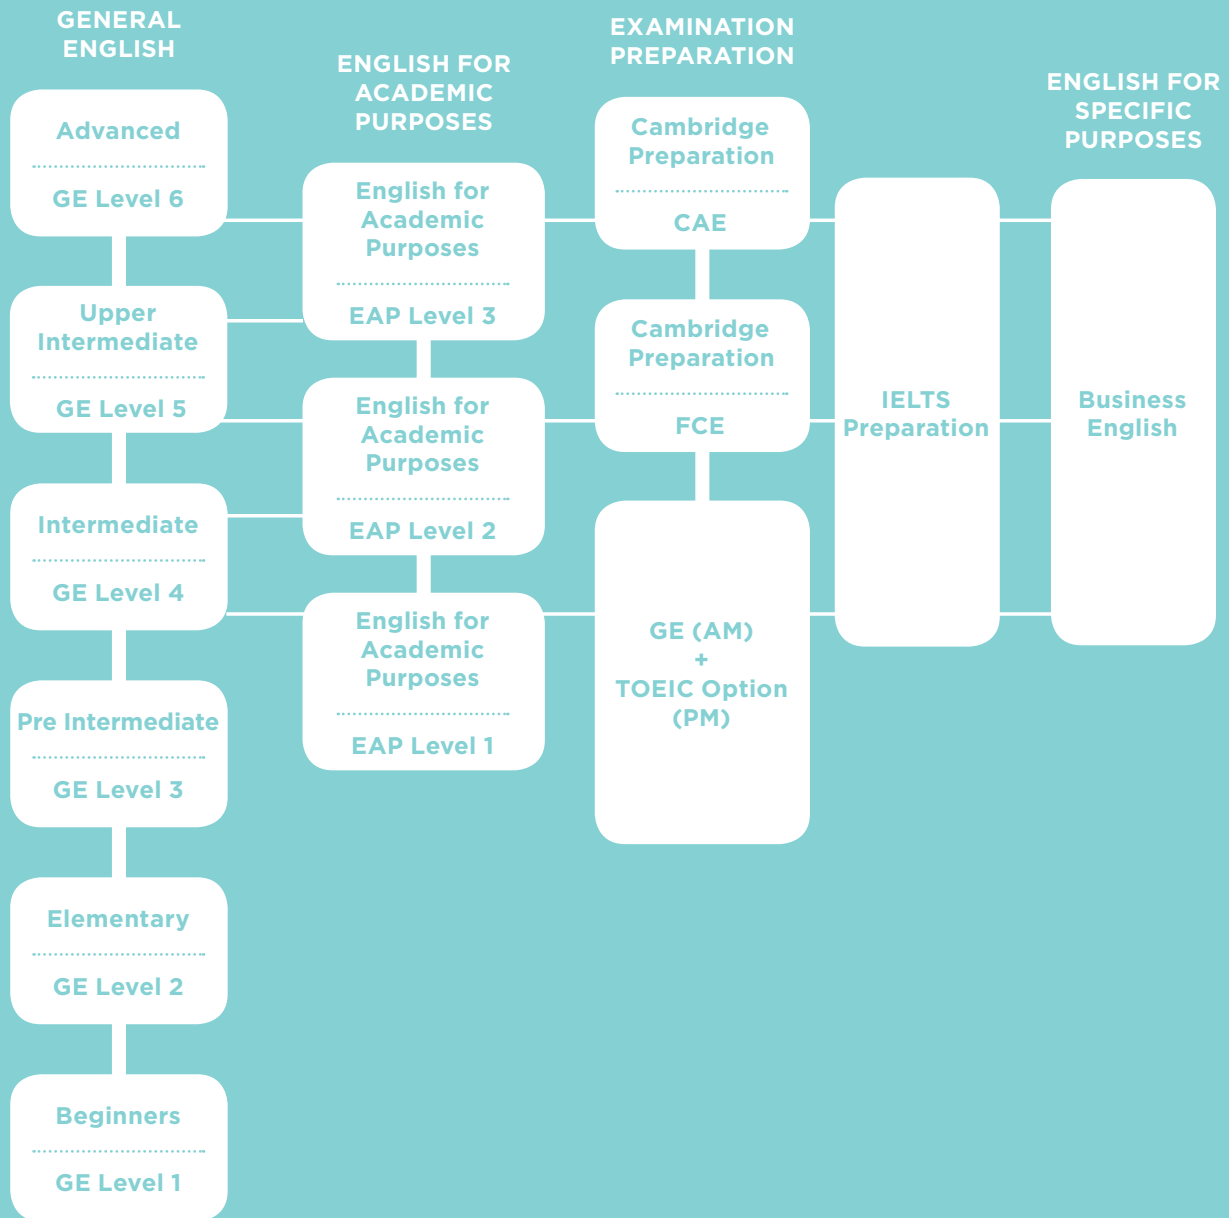 GENERAL
ENGLISH
Advanced
GE Level 6
Upper
Intermediate
GE Level 5
Intermediate
GE Level 4
Pre Intermediate
GE Level 3
Elementary
GE Level 2
Beginners
GE Level 1
ENGLISH FOR
ACADEMIC
PURPOSES
English for
Academic
Purposes
EAP Level 3
English for
Academic
Purposes
EAP Level 2
English for
Academic
Purposes
EAP Level 1
EXAMINATION
PREPARATION
Cambridge
Preparation
CAE
Cambridge
Preparation
FCE
GE (AM)
+
TOEIC Option
(PM)
IELTS
Preparation
ENGLISH FOR
SPECIFIC
PURPOSES
Business
English